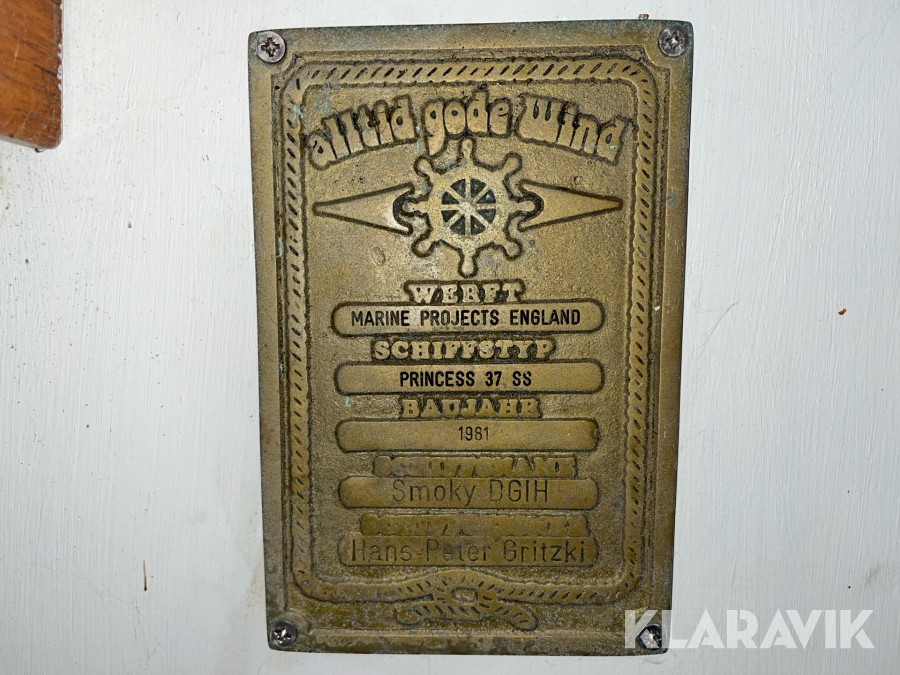 alltid gode Wind
WERFT
MARINE PROJECTS ENGLAND
SCHIFFSTYP
PRINCESS 37 SS
BAUJAHR
1981
Smoky DGIH
Hans-Peter Gritzki
KLARAVIK